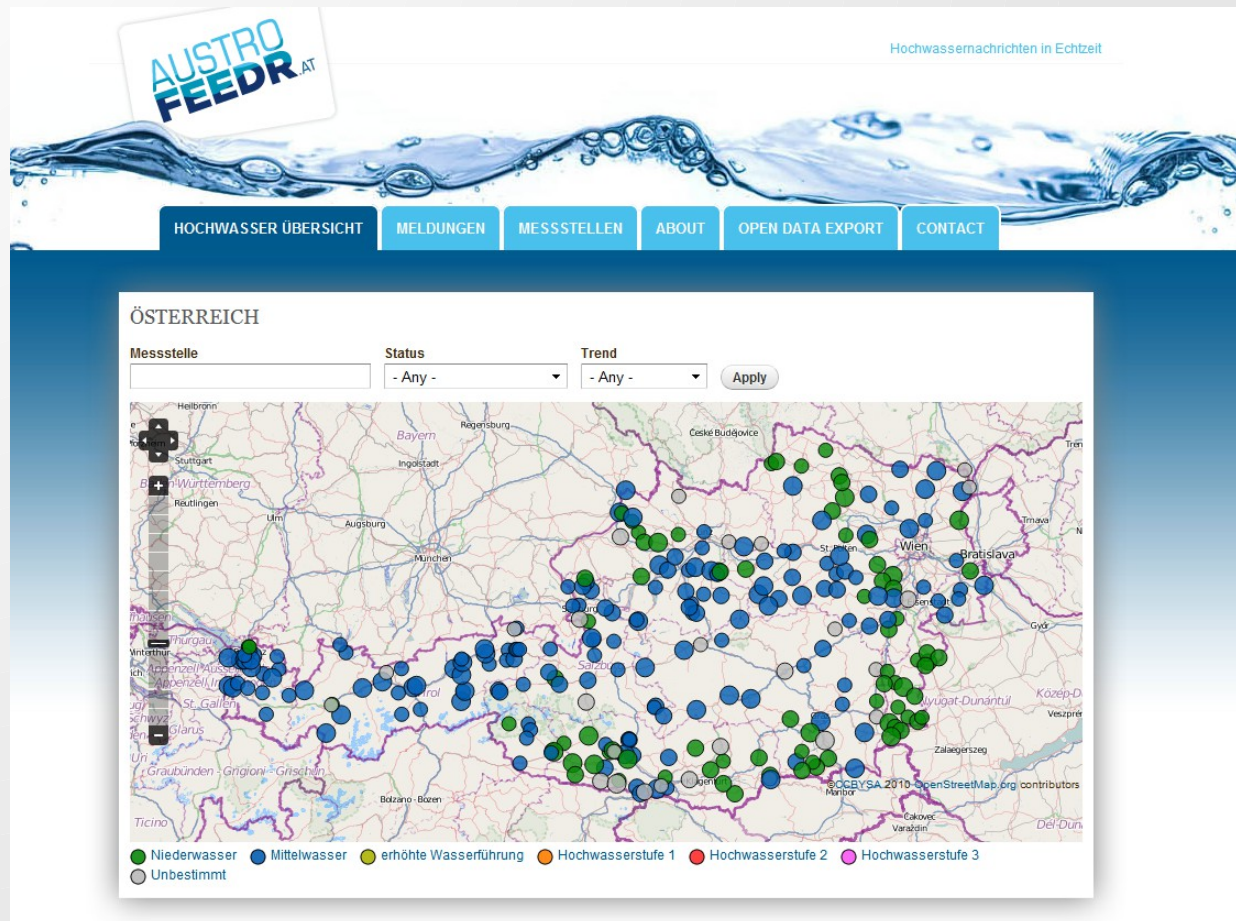 AUSTRO
FEEDR.AT
Hochwassernachrichten in Echtzeit
HOCHWASSER ÜBERSICHT
MELDUNGEN
MESSSTELLEN
ABOUT
OPEN DATA EXPORT
CONTACT
ÖSTERREICH
Messstelle
Status
Trend
- Any -
- Any -
Apply
Heilbronn
Regensburg
České Budějovice
Bayern
Stuttgart
Ingolstadt
Reutlingen
Ulm
Augsburg
München
Trnava
St. Pölten
Wien
Bratislava
Győr
Thurgau
Winterthur
St. Gallen
Salzburg
Nyugat-Dunántúl
Glarus
Zalaegerszeg
Graubünden - Grigioni - Grischun
Bolzano - Bozen
Ticino
©CCBYSA 2010 OpenStreetMap.org contributors
Maribor
Čakovec
Varaždin
Niederwasser
Mittelwasser
erhöhte Wasserführung
Hochwasserstufe 1
Hochwasserstufe 2
Hochwasserstufe 3
Unbestimmt